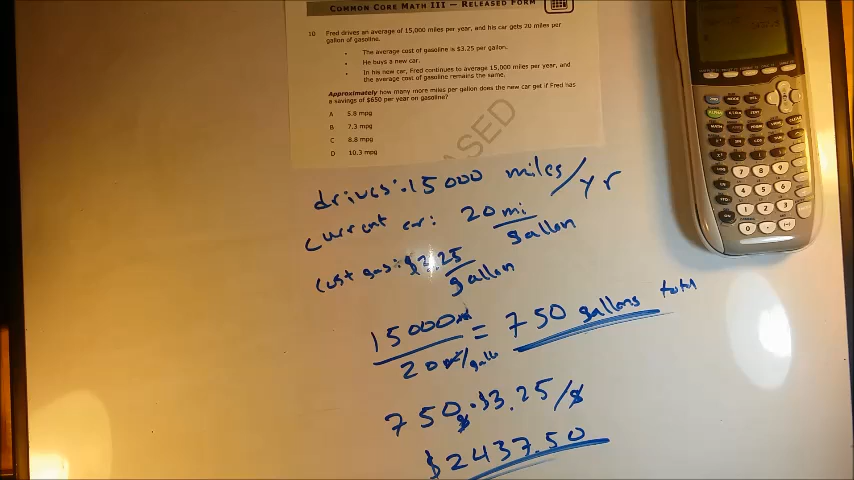 COMMON CORE MATH III — RELEASED FORM
10 Fred drives an average of 15,000 miles per year, and his car gets 20 miles per
gallon of gasoline.
• The average cost of gasoline is $3.25 per gallon.
• He buys a new car.
• In his new car, Fred continues to average 15,000 miles per year, and
the average cost of gasoline remains the same.
Approximately how many more miles per gallon does the new car get if Fred has
a savings of $650 per year on gasoline?
A 5.8 mpg
B 7.3 mpg
C 8.8 mpg
D 10.3 mpg
drives: 15000 miles/yr
current car: 20 mi
gallon
cost gas: $3.25
gallon
15000 mi = 750 gallons total
20 mi/gallo
750g · $3.25/g
$2437.50